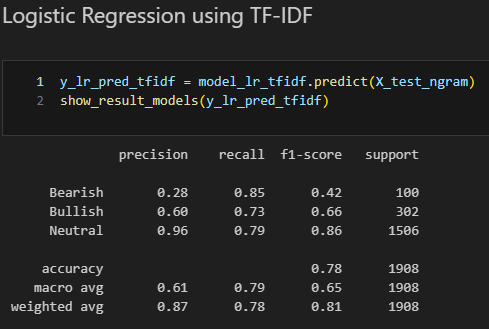 Logistic Regression using TF-IDF
1 y_lr_pred_tfidf = model_lr_tfidf.predict(X_test_ngram)
2 show_result_models(y_lr_pred_tfidf)
precision recall f1-score support
Bearish 0.28 0.85 0.42 100
Bullish 0.60 0.73 0.66 302
Neutral 0.96 0.79 0.86 1506
accuracy 0.78 1908
macro avg 0.61 0.79 0.65 1908
weighted avg 0.87 0.78 0.81 1908